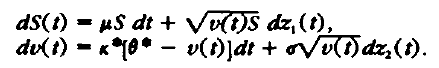 dS(t) = μS dt + √v(t)S dz₁(t),
dv(t) = κ*[θ* − v(t)]dt + σ√v(t) dz₂(t).